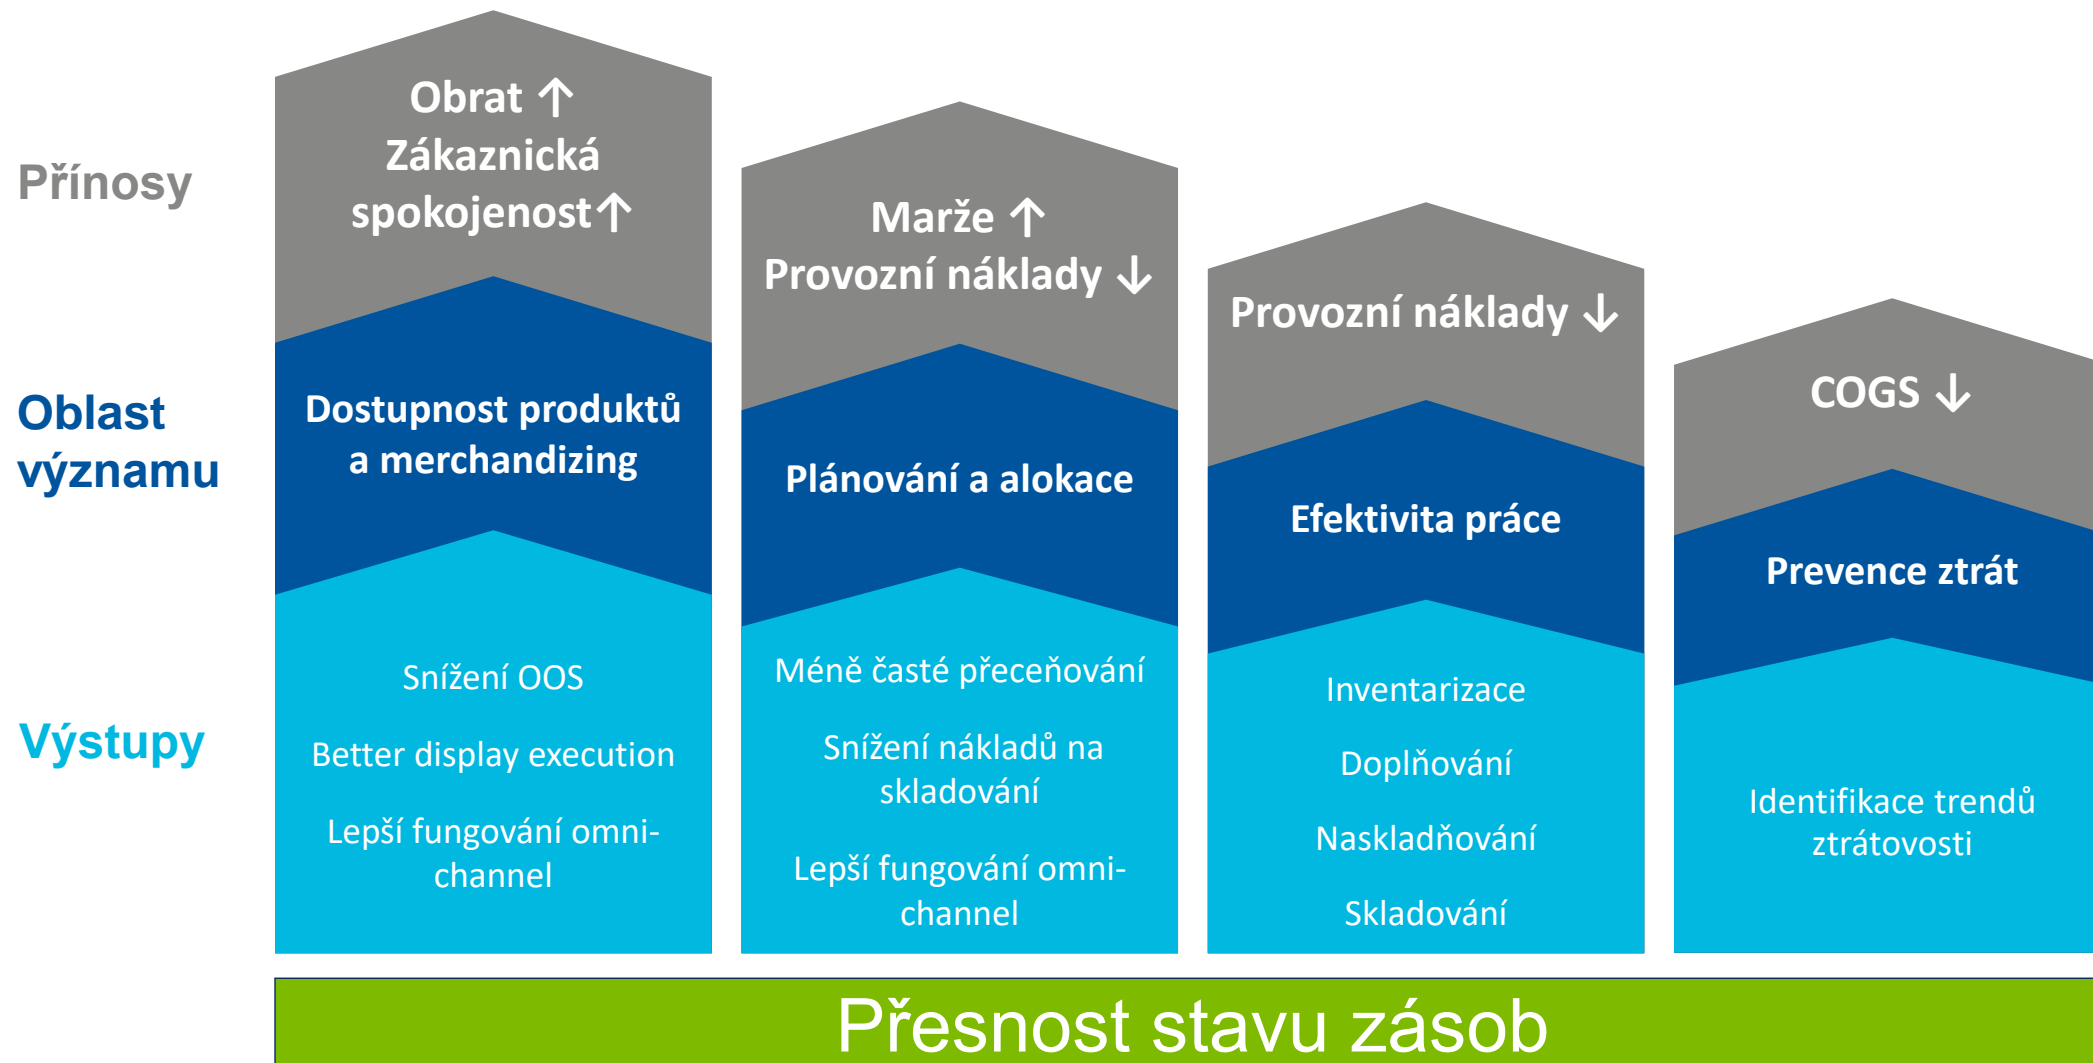 Přínosy
Obrat ↑
Zákaznická
spokojenost↑
Marže ↑
Provozní náklady ↓
Provozní náklady ↓
COGS ↓
Oblast
významu
Dostupnost produktů
a merchandizing
Plánování a alokace
Efektivita práce
Prevence ztrát
Výstupy
Snížení OOS
Better display execution
Lepší fungování omni-
channel
Méně časté přeceňování
Snížení nákladů na
skladování
Lepší fungování omni-
channel
Inventarizace
Doplňování
Naskladňování
Skladování
Identifikace trendů
ztrátovosti
Přesnost stavu zásob